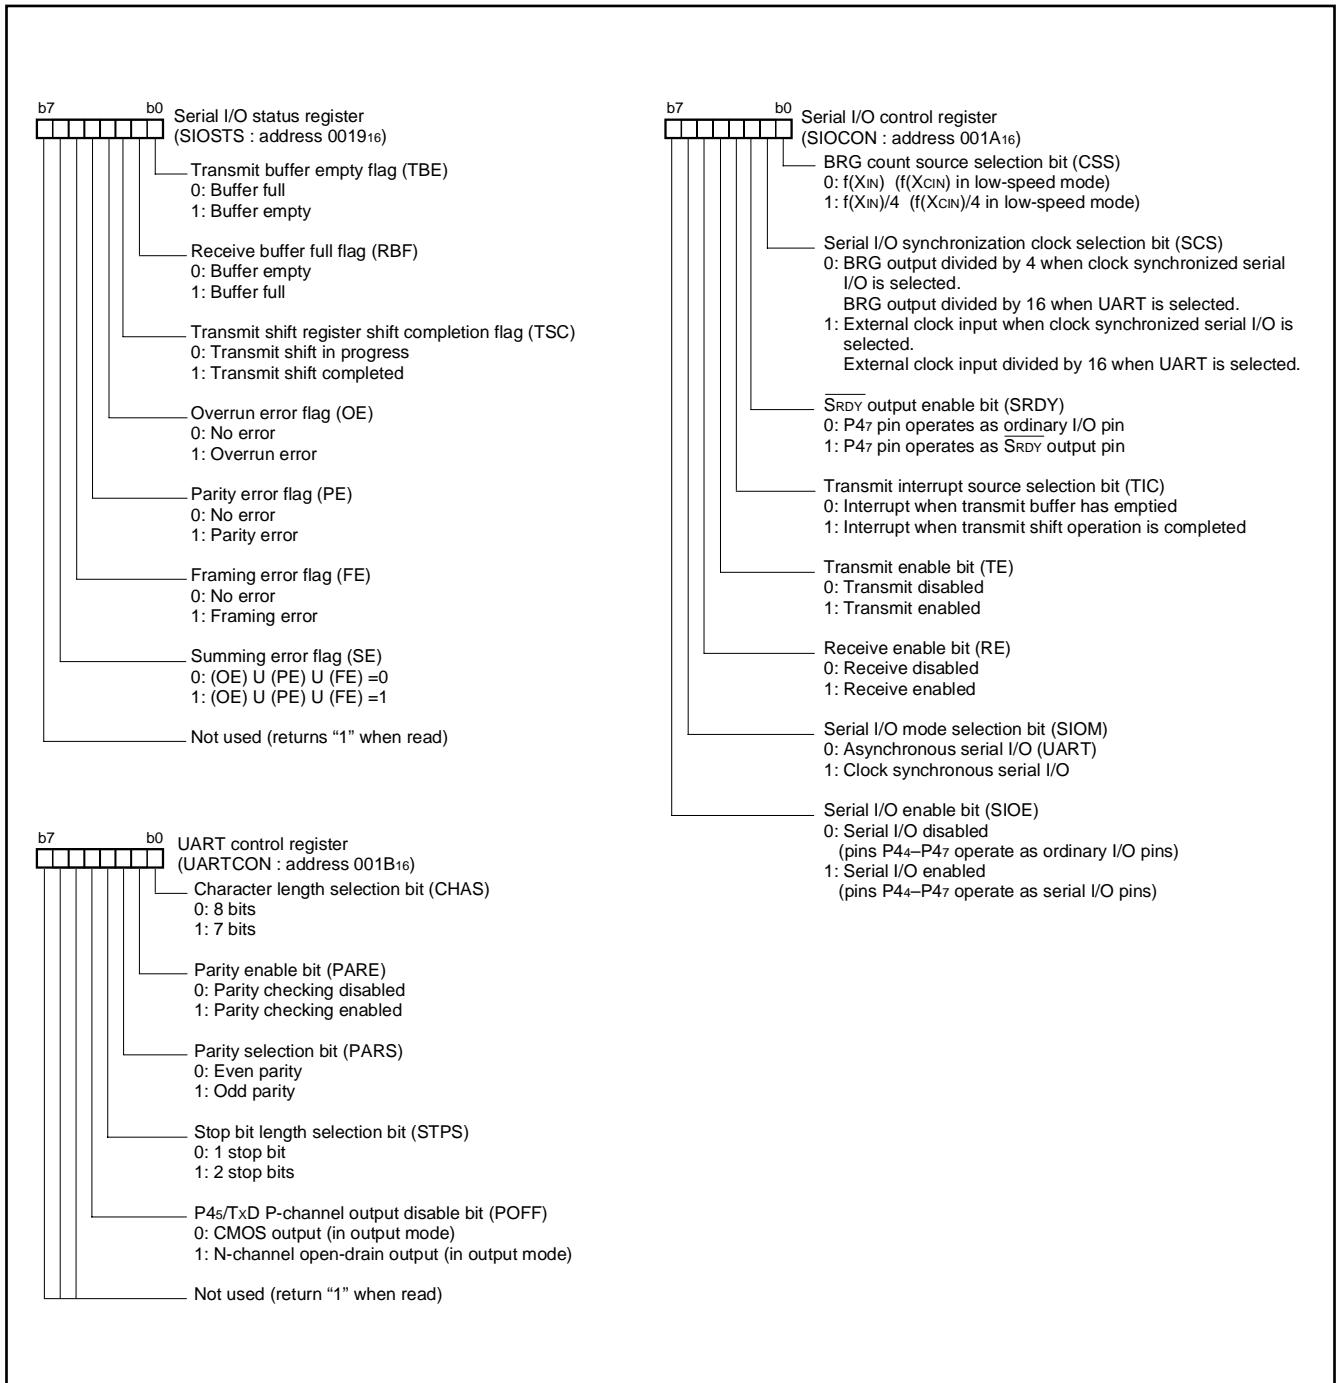 b7 b0 Serial I/O status register
(SIOSTS : address 0019₁₆)
Transmit buffer empty flag (TBE)
0: Buffer full
1: Buffer empty
Receive buffer full flag (RBF)
0: Buffer empty
1: Buffer full
Transmit shift register shift completion flag (TSC)
0: Transmit shift in progress
1: Transmit shift completed
Overrun error flag (OE)
0: No error
1: Overrun error
Parity error flag (PE)
0: No error
1: Parity error
Framing error flag (FE)
0: No error
1: Framing error
Summing error flag (SE)
0: (OE) U (PE) U (FE) =0
1: (OE) U (PE) U (FE) =1
Not used (returns “1” when read)
b7 b0 UART control register
(UARTCON : address 001B₁₆)
Character length selection bit (CHAS)
0: 8 bits
1: 7 bits
Parity enable bit (PARE)
0: Parity checking disabled
1: Parity checking enabled
Parity selection bit (PARS)
0: Even parity
1: Odd parity
Stop bit length selection bit (STPS)
0: 1 stop bit
1: 2 stop bits
P4₅/TxD P-channel output disable bit (POFF)
0: CMOS output (in output mode)
1: N-channel open-drain output (in output mode)
Not used (return “1” when read)
b7 b0 Serial I/O control register
(SIOCON : address 001A₁₆)
BRG count source selection bit (CSS)
0: f(XIN) (f(XCIN) in low-speed mode)
1: f(XIN)/4 (f(XCIN)/4 in low-speed mode)
Serial I/O synchronization clock selection bit (SCS)
0: BRG output divided by 4 when clock synchronized serial
I/O is selected.
BRG output divided by 16 when UART is selected.
1: External clock input when clock synchronized serial I/O is
selected.
External clock input divided by 16 when UART is selected.
S̅R̅D̅Y̅ output enable bit (SRDY)
0: P4₇ pin operates as ordinary I/O pin
1: P4₇ pin operates as S̅R̅D̅Y̅ output pin
Transmit interrupt source selection bit (TIC)
0: Interrupt when transmit buffer has emptied
1: Interrupt when transmit shift operation is completed
Transmit enable bit (TE)
0: Transmit disabled
1: Transmit enabled
Receive enable bit (RE)
0: Receive disabled
1: Receive enabled
Serial I/O mode selection bit (SIOM)
0: Asynchronous serial I/O (UART)
1: Clock synchronous serial I/O
Serial I/O enable bit (SIOE)
0: Serial I/O disabled
(pins P4₄–P4₇ operate as ordinary I/O pins)
1: Serial I/O enabled
(pins P4₄–P4₇ operate as serial I/O pins)